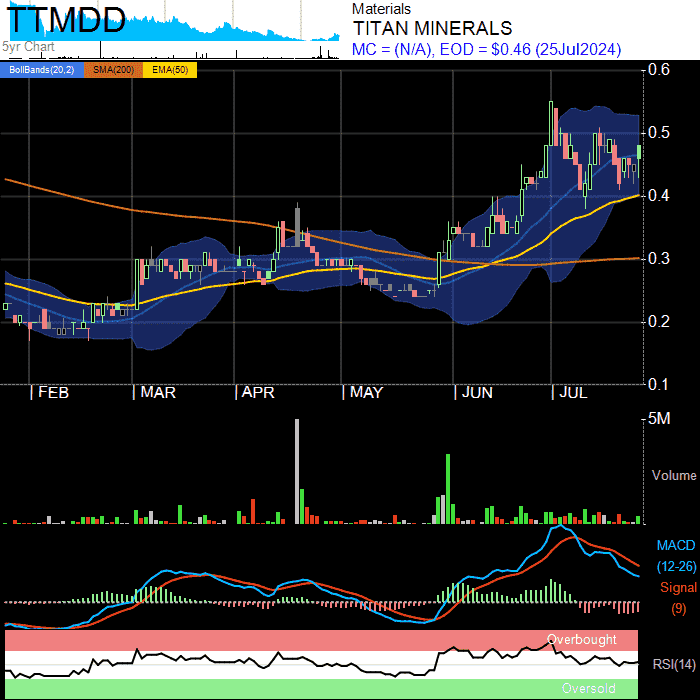 TTMDD
5yr Chart
Materials
TITAN MINERALS
MC = (N/A), EOD = $0.46 (25Jul2024)
BollBands(20,2) SMA(200) EMA(50)
0.6
0.5
0.4
0.3
0.2
0.1
FEB MAR APR MAY JUN JUL
5M
Volume
MACD
(12-26)
Signal
(9)
Overbought
RSI(14)
Oversold